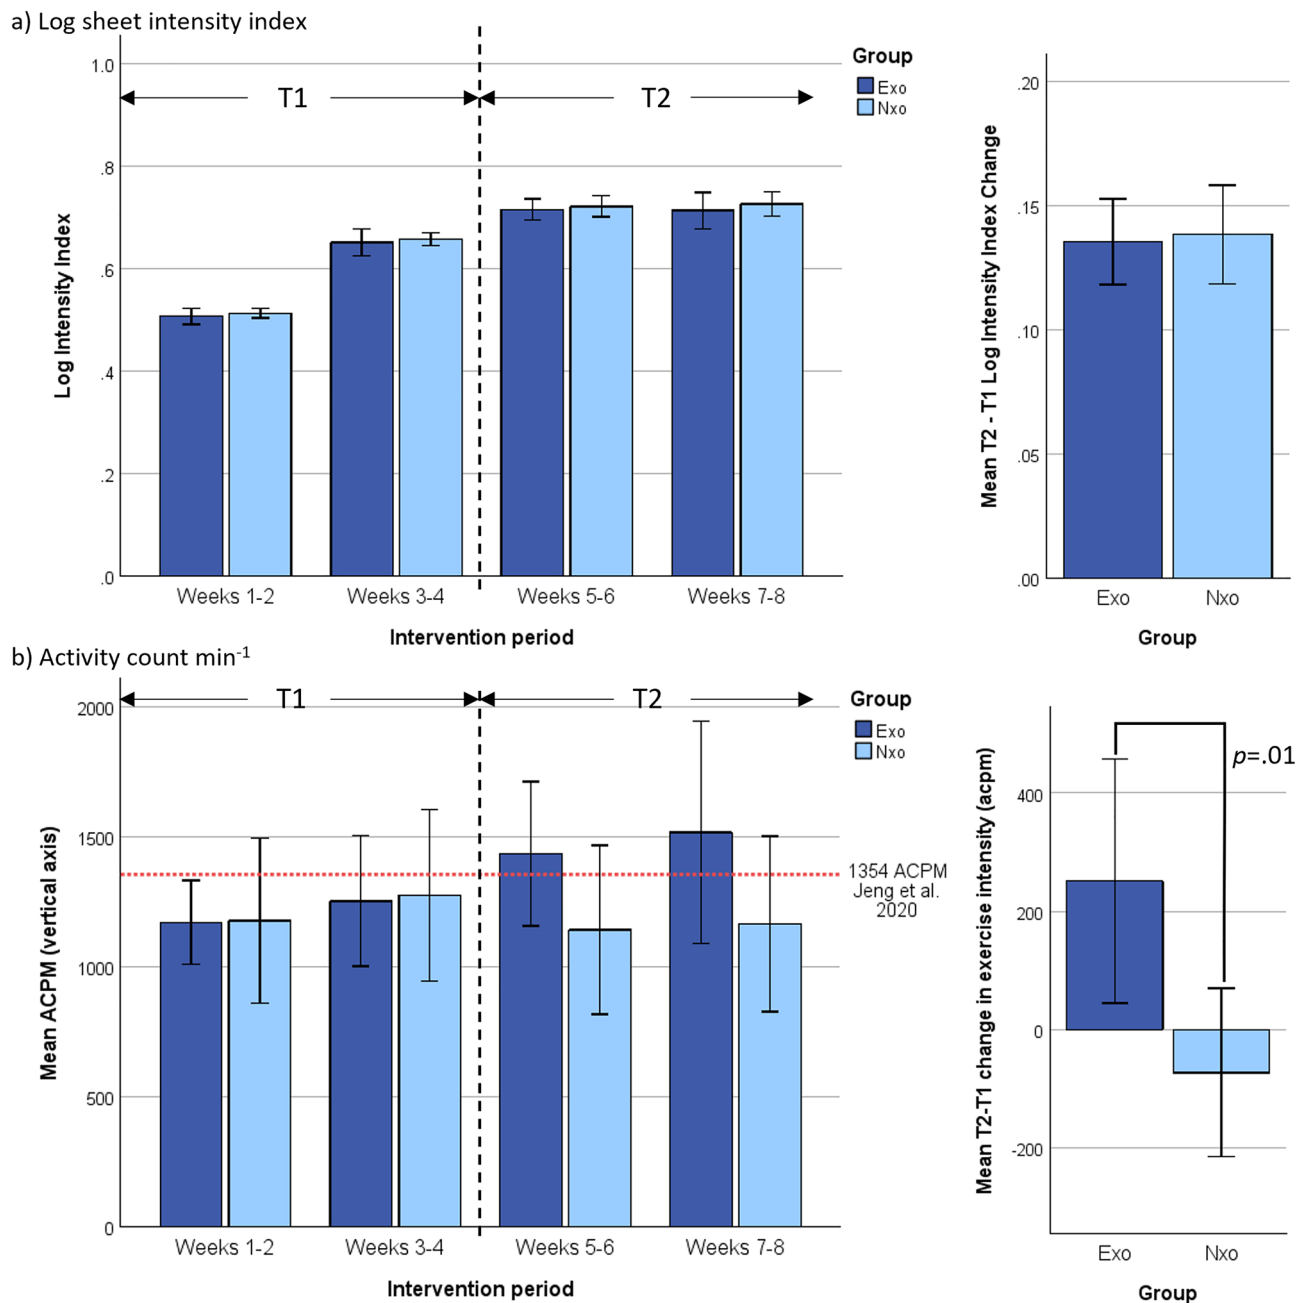 a) Log sheet intensity index
T1
T2
Group
Exo
Nxo
Log Intensity Index
1.0
.8
.6
.4
.2
.0
Weeks 1-2
Weeks 3-4
Weeks 5-6
Weeks 7-8
Intervention period
Mean T2 - T1 Log Intensity Index Change
.20
.15
.10
.05
.00
Exo
Nxo
Group
b) Activity count min⁻¹
T1
T2
Group
Exo
Nxo
Mean ACPM (vertical axis)
2000
1500
1000
500
0
1354 ACPM
Jeng et al.
2020
Weeks 1-2
Weeks 3-4
Weeks 5-6
Weeks 7-8
Intervention period
Mean T2-T1 change in exercise intensity (acpm)
p=.01
400
200
0
-200
Exo
Nxo
Group